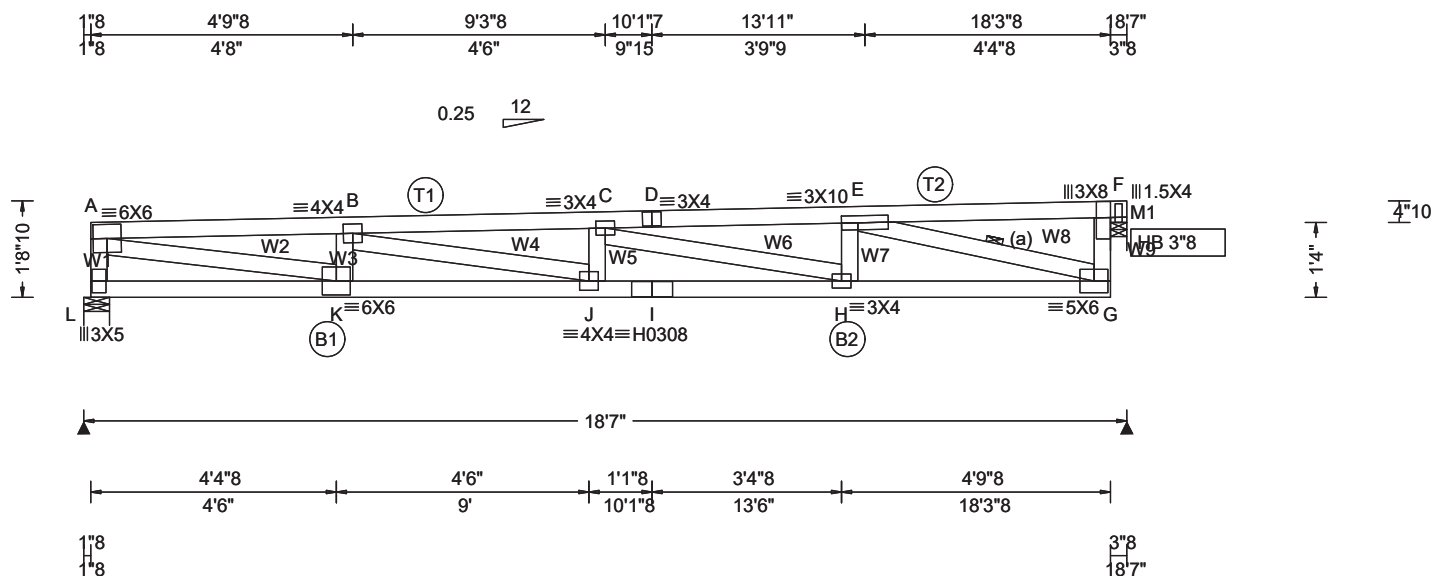 1"8 4'9"8 9'3"8 10'1"7 13'11" 18'3"8 18'7"
1"8 4'8" 4'6" 9"15 3'9"9 4'4"8 3"8
0.25 12
A ≡6X6 ≡4X4 B T1 ≡3X4 C D ≡3X4 ≡3X10 E T2 |||3X8 F |||1.5X4
M1
4"10
W2 W4 W6 (a) W8
W3 W5 W7 W9
HB 3"8
1'8"10
1'4"
L K ≡6X6 J I H ≡3X4 ≡5X6 G
|||3X5 B1 ≡4X4 ≡H0308 B2
18'7"
4'4"8 4'6" 1'1"8 3'4"8 4'9"8
4'6" 9' 10'1"8 13'6" 18'3"8
1"8 3"8
1"8 18'7"